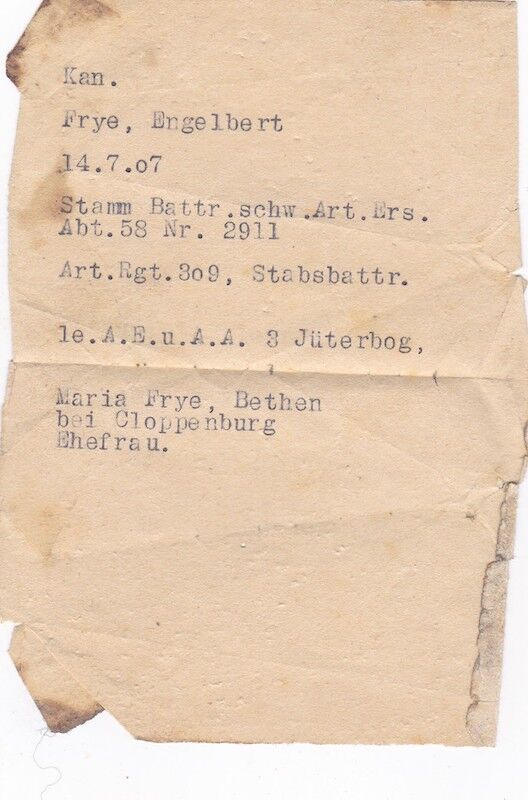 Kan.
Frye, Engelbert
14.7.o7
Stamm Battr.schw.Art.Ers.
Abt.58 Nr. 2911
Art.Rgt.3o9, Stabsbattr.
le.A.E.u.A.A. 3 Jüterbog,
Maria Frye, Bethen
bei Cloppenburg
Ehefrau.